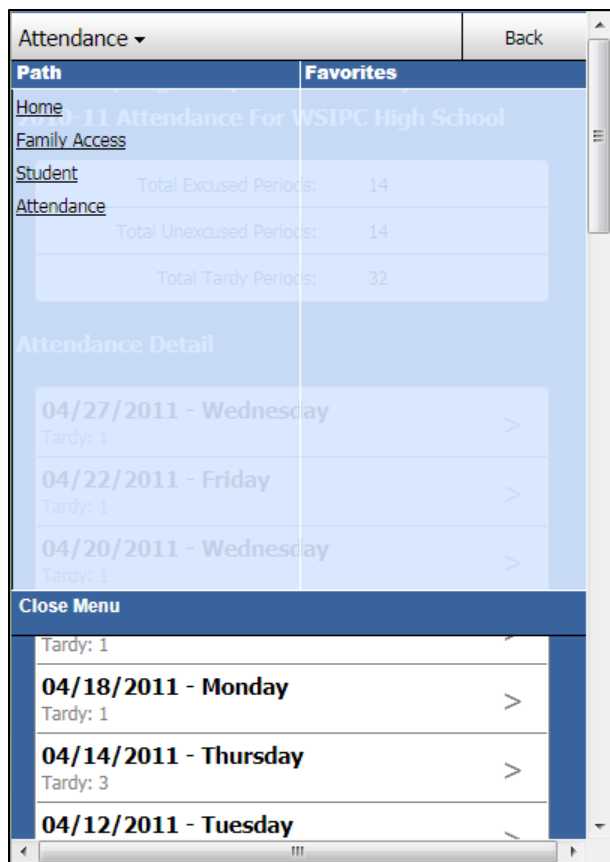 Attendance Back
Path Favorites
Home
2010-11 Attendance For WSIPC High School
Family Access
Student
Total Excused Periods: 14
Attendance
Total Unexcused Periods: 14
Total Tardy Periods: 32
Attendance Detail
04/27/2011 - Wednesday
Tardy: 1
>
04/22/2011 - Friday
Tardy: 1
>
04/20/2011 - Wednesday
Tardy: 1
>
Close Menu
Tardy: 1
04/18/2011 - Monday
Tardy: 1
>
04/14/2011 - Thursday
Tardy: 3
>
04/12/2011 - Tuesday